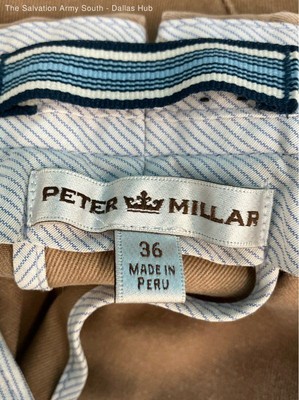 The Salvation Army South - Dallas Hub
PETER MILLAR
36
MADE IN
PERU